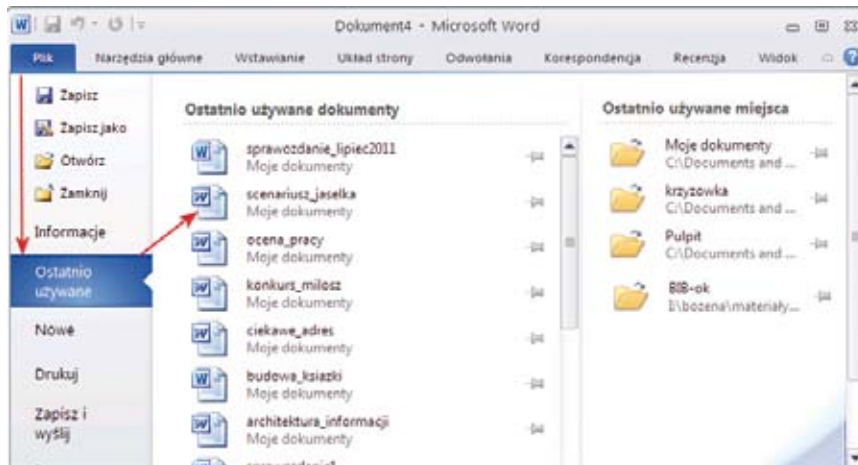 Dokument4 - Microsoft Word
Plik Narzędzia główne Wstawianie Układ strony Odwołania Korespondencja Recenzja Widok
Zapisz
Zapisz jako
Otwórz
Zamknij
Informacje
Ostatnio
używane
Nowe
Drukuj
Zapisz i
wyślij
Ostatnio używane dokumenty
sprawozdanie_lipiec2011
Moje dokumenty
scenariusz_jaselka
Moje dokumenty
ocena_pracy
Moje dokumenty
konkurs_milosz
Moje dokumenty
ciekawe_adres
Moje dokumenty
budowa_ksiazki
Moje dokumenty
architektura_informacji
Moje dokumenty
Ostatnio używane miejsca
Moje dokumenty
C:\Documents and ...
krzyzowka
C:\Documents and ...
Pulpit
C:\Documents and ...
BIB-ok